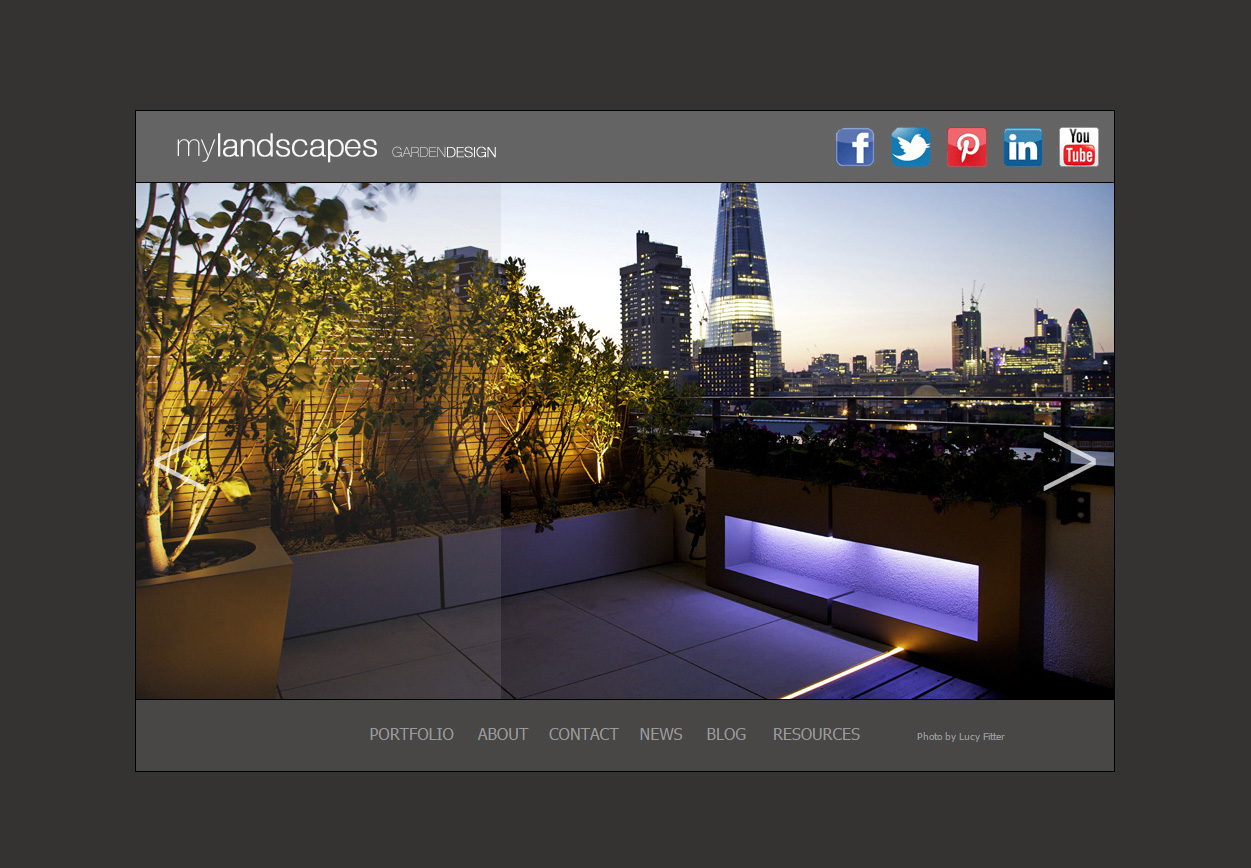 mylandscapes GARDENDESIGN
f in You Tube
< >
PORTFOLIO ABOUT CONTACT NEWS BLOG RESOURCES Photo by Lucy Fitter